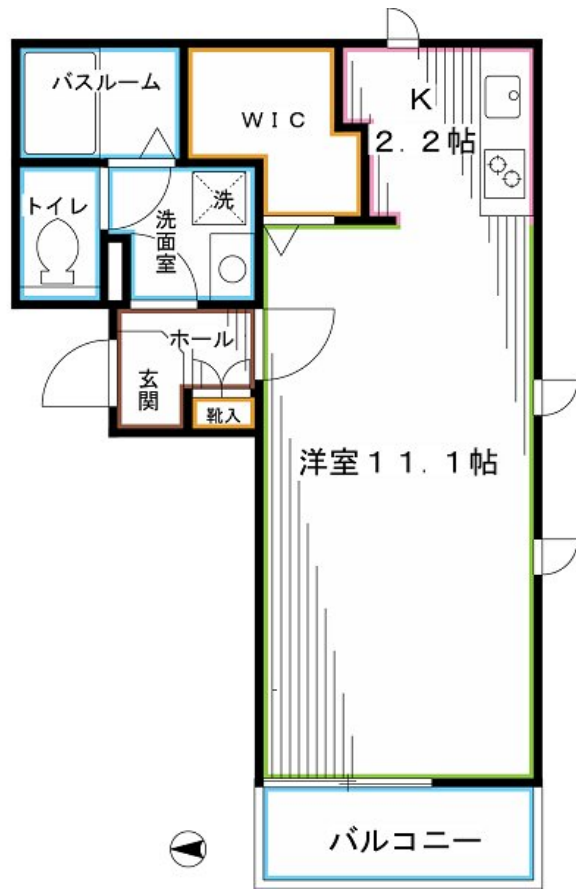 バスルーム
WIC
K
2.2帖
トイレ
洗
洗面室
ホール
玄関
靴入
洋室11.1帖
バルコニー